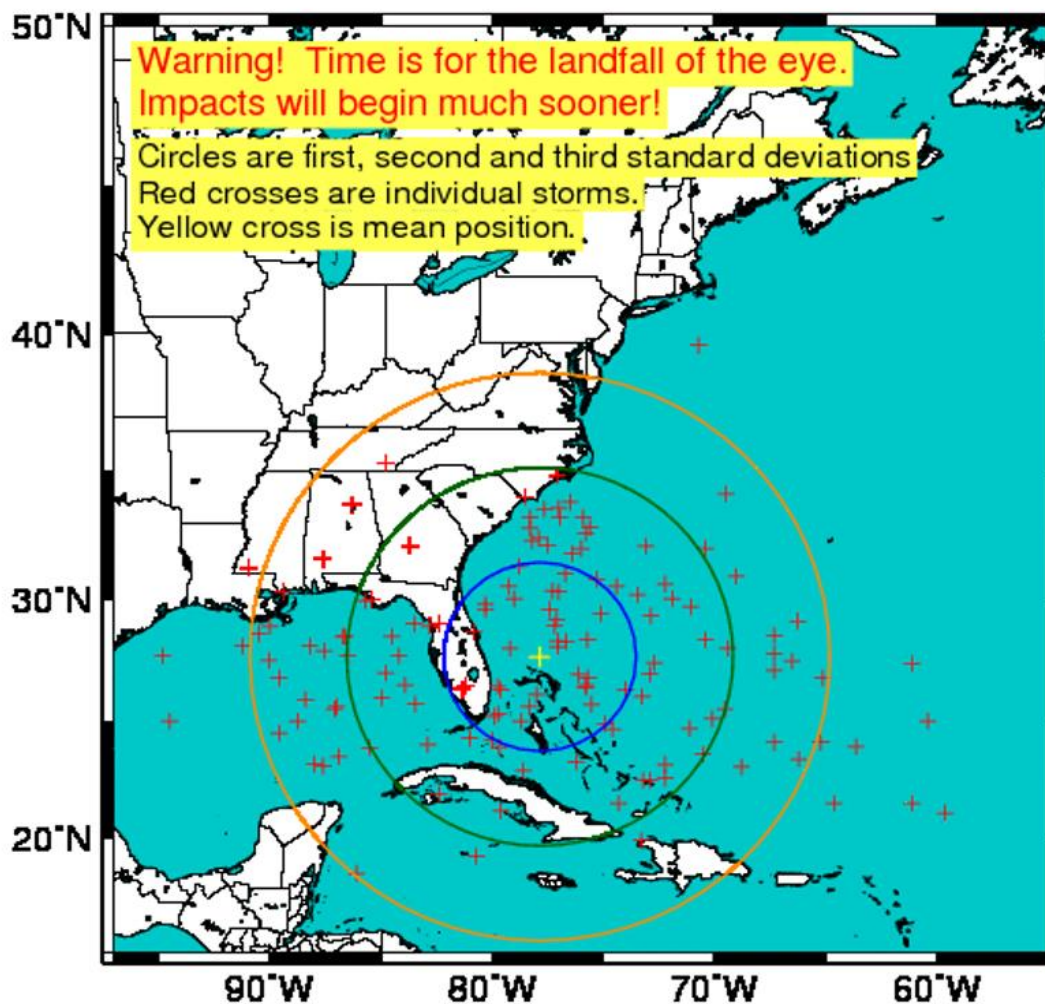 50°N
Warning! Time is for the landfall of the eye.
Impacts will begin much sooner!
Circles are first, second and third standard deviations
Red crosses are individual storms.
Yellow cross is mean position.
40°N
30°N
20°N
90°W 80°W 70°W 60°W